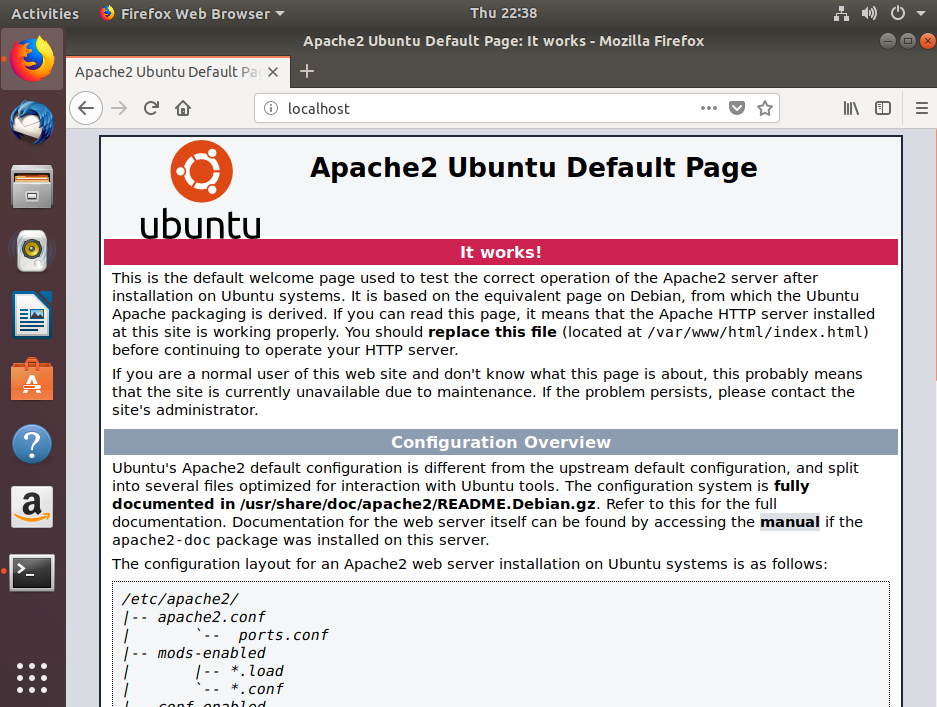 Activities Firefox Web Browser Thu 22:38
Apache2 Ubuntu Default Page: It works - Mozilla Firefox
Apache2 Ubuntu Default Pa
localhost
ubuntu
Apache2 Ubuntu Default Page
It works!
This is the default welcome page used to test the correct operation of the Apache2 server after
installation on Ubuntu systems. It is based on the equivalent page on Debian, from which the Ubuntu
Apache packaging is derived. If you can read this page, it means that the Apache HTTP server installed
at this site is working properly. You should replace this file (located at /var/www/html/index.html)
before continuing to operate your HTTP server.
If you are a normal user of this web site and don't know what this page is about, this probably means
that the site is currently unavailable due to maintenance. If the problem persists, please contact the
site's administrator.
Configuration Overview
Ubuntu's Apache2 default configuration is different from the upstream default configuration, and split
into several files optimized for interaction with Ubuntu tools. The configuration system is fully
documented in /usr/share/doc/apache2/README.Debian.gz. Refer to this for the full
documentation. Documentation for the web server itself can be found by accessing the manual if the
apache2-doc package was installed on this server.
The configuration layout for an Apache2 web server installation on Ubuntu systems is as follows:
/etc/apache2/
|-- apache2.conf
|       `--  ports.conf
|-- mods-enabled
|       |-- *.load
|       `-- *.conf
|-- conf-enabled